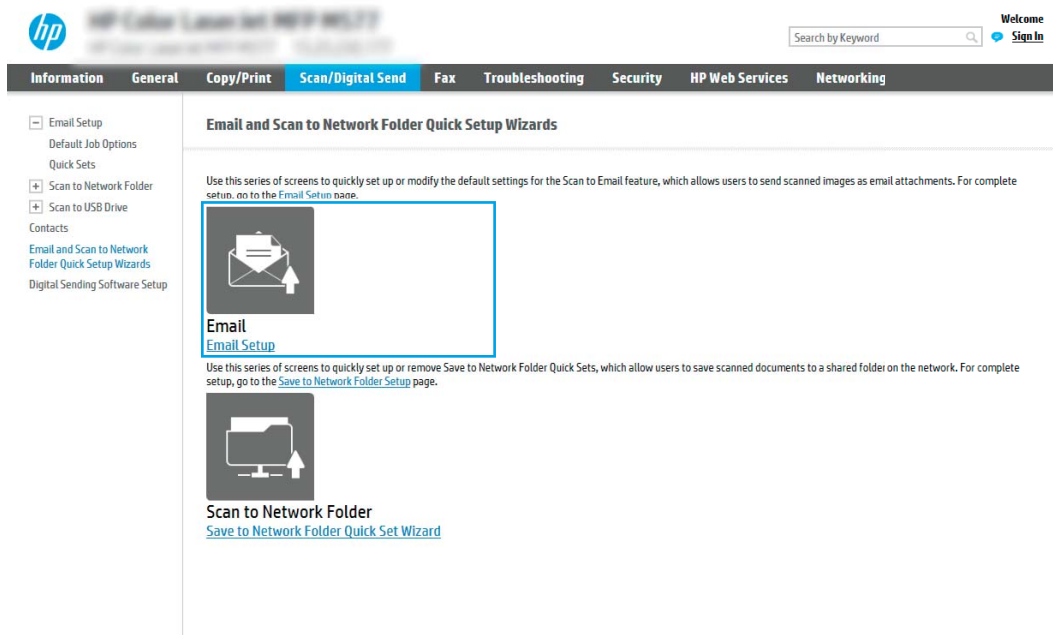 hp
Welcome
Search by Keyword
Sign In
Information General Copy/Print Scan/Digital Send Fax Troubleshooting Security HP Web Services Networking
Email Setup
Default Job Options
Quick Sets
Scan to Network Folder
Scan to USB Drive
Contacts
Email and Scan to Network
Folder Quick Setup Wizards
Digital Sending Software Setup
Email and Scan to Network Folder Quick Setup Wizards
Use this series of screens to quickly set up or modify the default settings for the Scan to Email feature, which allows users to send scanned images as email attachments. For complete
setup, go to the Email Setup page.
Email
Email Setup
Use this series of screens to quickly set up or remove Save to Network Folder Quick Sets, which allow users to save scanned documents to a shared folder on the network. For complete
setup, go to the Save to Network Folder Setup page.
Scan to Network Folder
Save to Network Folder Quick Set Wizard